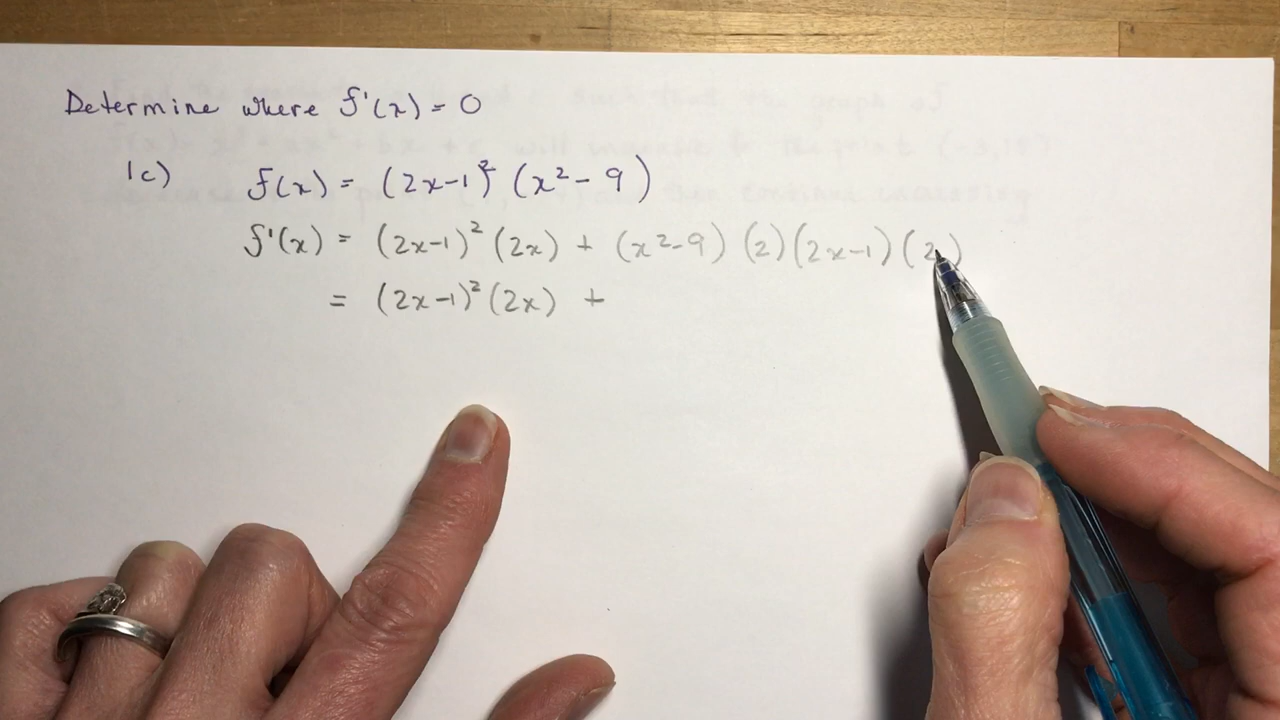 Determine where f'(x) = 0
1c) f(x) = (2x-1)² (x² - 9)
f'(x) = (2x-1)² (2x) + (x²-9) (2)(2x-1)(2)
= (2x-1)² (2x) +